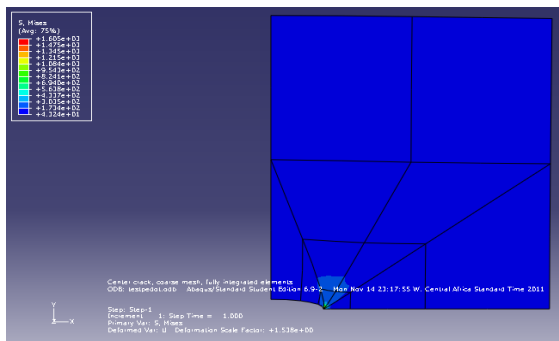 S, Mises
(Avg: 75%)
+1.605e+03
+1.475e+03
+1.345e+03
+1.215e+03
+1.084e+03
+9.543e+02
+8.241e+02
+6.940e+02
+5.638e+02
+4.337e+02
+3.035e+02
+1.734e+02
+4.324e+01
Center crack, coarse mesh, fully integrated elements
ODB: testpedal.odb Abaqus/Standard Student Edition 6.9-2 Mon Nov 14 23:17:55 W. Central Africa Standard Time 2011
Y
X
Step: Step-1
Increment 1: Step Time = 1.000
Primary Var: S, Mises
Deformed Var: U Deformation Scale Factor: +1.538e+00